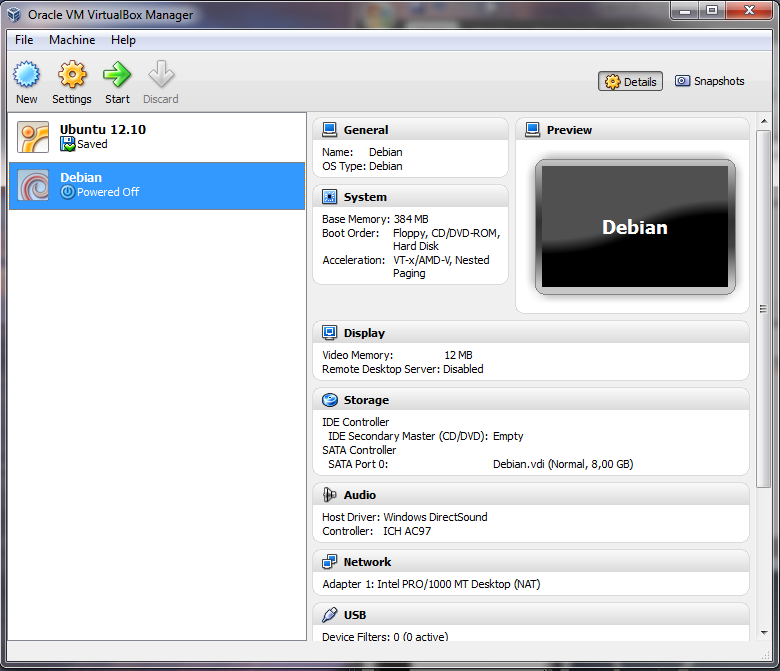 Oracle VM VirtualBox Manager
File Machine Help
New Settings Start Discard
Details Snapshots
Ubuntu 12.10
Saved
Debian
Powered Off
General
Name: Debian
OS Type: Debian
System
Base Memory: 384 MB
Boot Order: Floppy, CD/DVD-ROM,
Hard Disk
Acceleration: VT-x/AMD-V, Nested
Paging
Preview
Debian
Display
Video Memory: 12 MB
Remote Desktop Server: Disabled
Storage
IDE Controller
IDE Secondary Master (CD/DVD): Empty
SATA Controller
SATA Port 0: Debian.vdi (Normal, 8,00 GB)
Audio
Host Driver: Windows DirectSound
Controller: ICH AC97
Network
Adapter 1: Intel PRO/1000 MT Desktop (NAT)
USB
Device Filters: 0 (0 active)